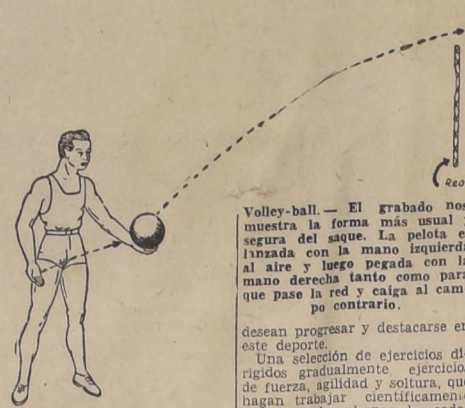 Red
Volley-ball.— El grabado nos
muestra la forma más usual y
segura del saque. La pelota e
lanzada con la mano izquierda
al aire y luego pegada con la
mano derecha tanto como para
que pase la red y caiga al cam-
po contrario.
desean progresar y destacarse en
este deporte.
Una selección de ejercicios di-
rigidos gradualmente ejercicio
de fuerza, agilidad y soltura, que
hagan trabajar científicament